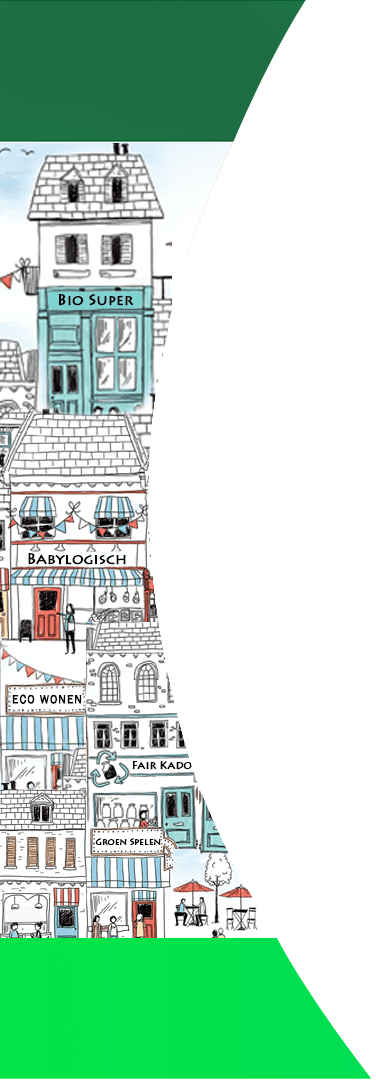 BIO SUPER
BABYLOGISCH
ECO WONEN
FAIR KADO
GROEN SPELEN